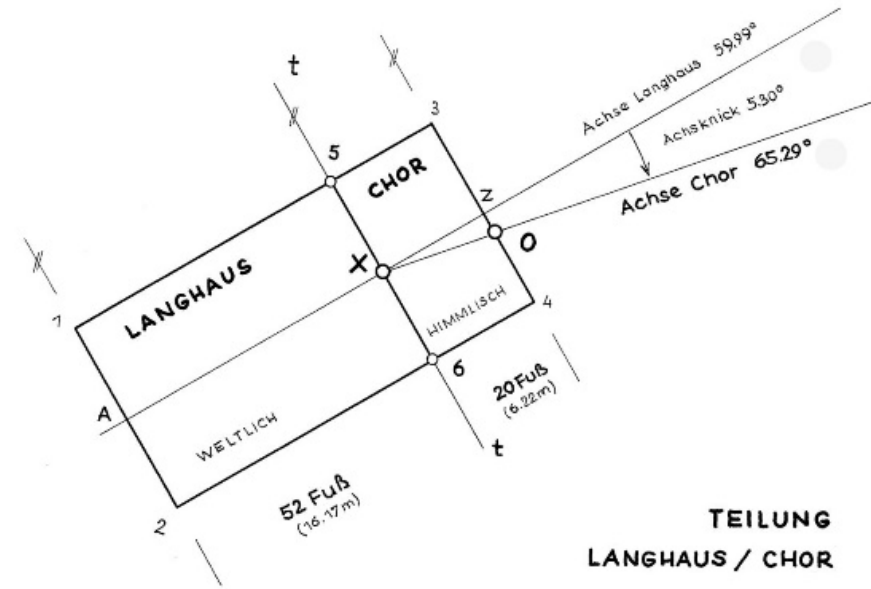 t
3
Achse Langhaus 59.99°
Achsknick 5.30°
Achse Chor 65.29°
5
CHOR
Z
O
X
LANGHAUS
HIMMLISCH
4
1
A
6
20 Fuß
(6.22m)
WELTLICH
t
52 Fuß
(16.17m)
2
TEILUNG
LANGHAUS / CHOR